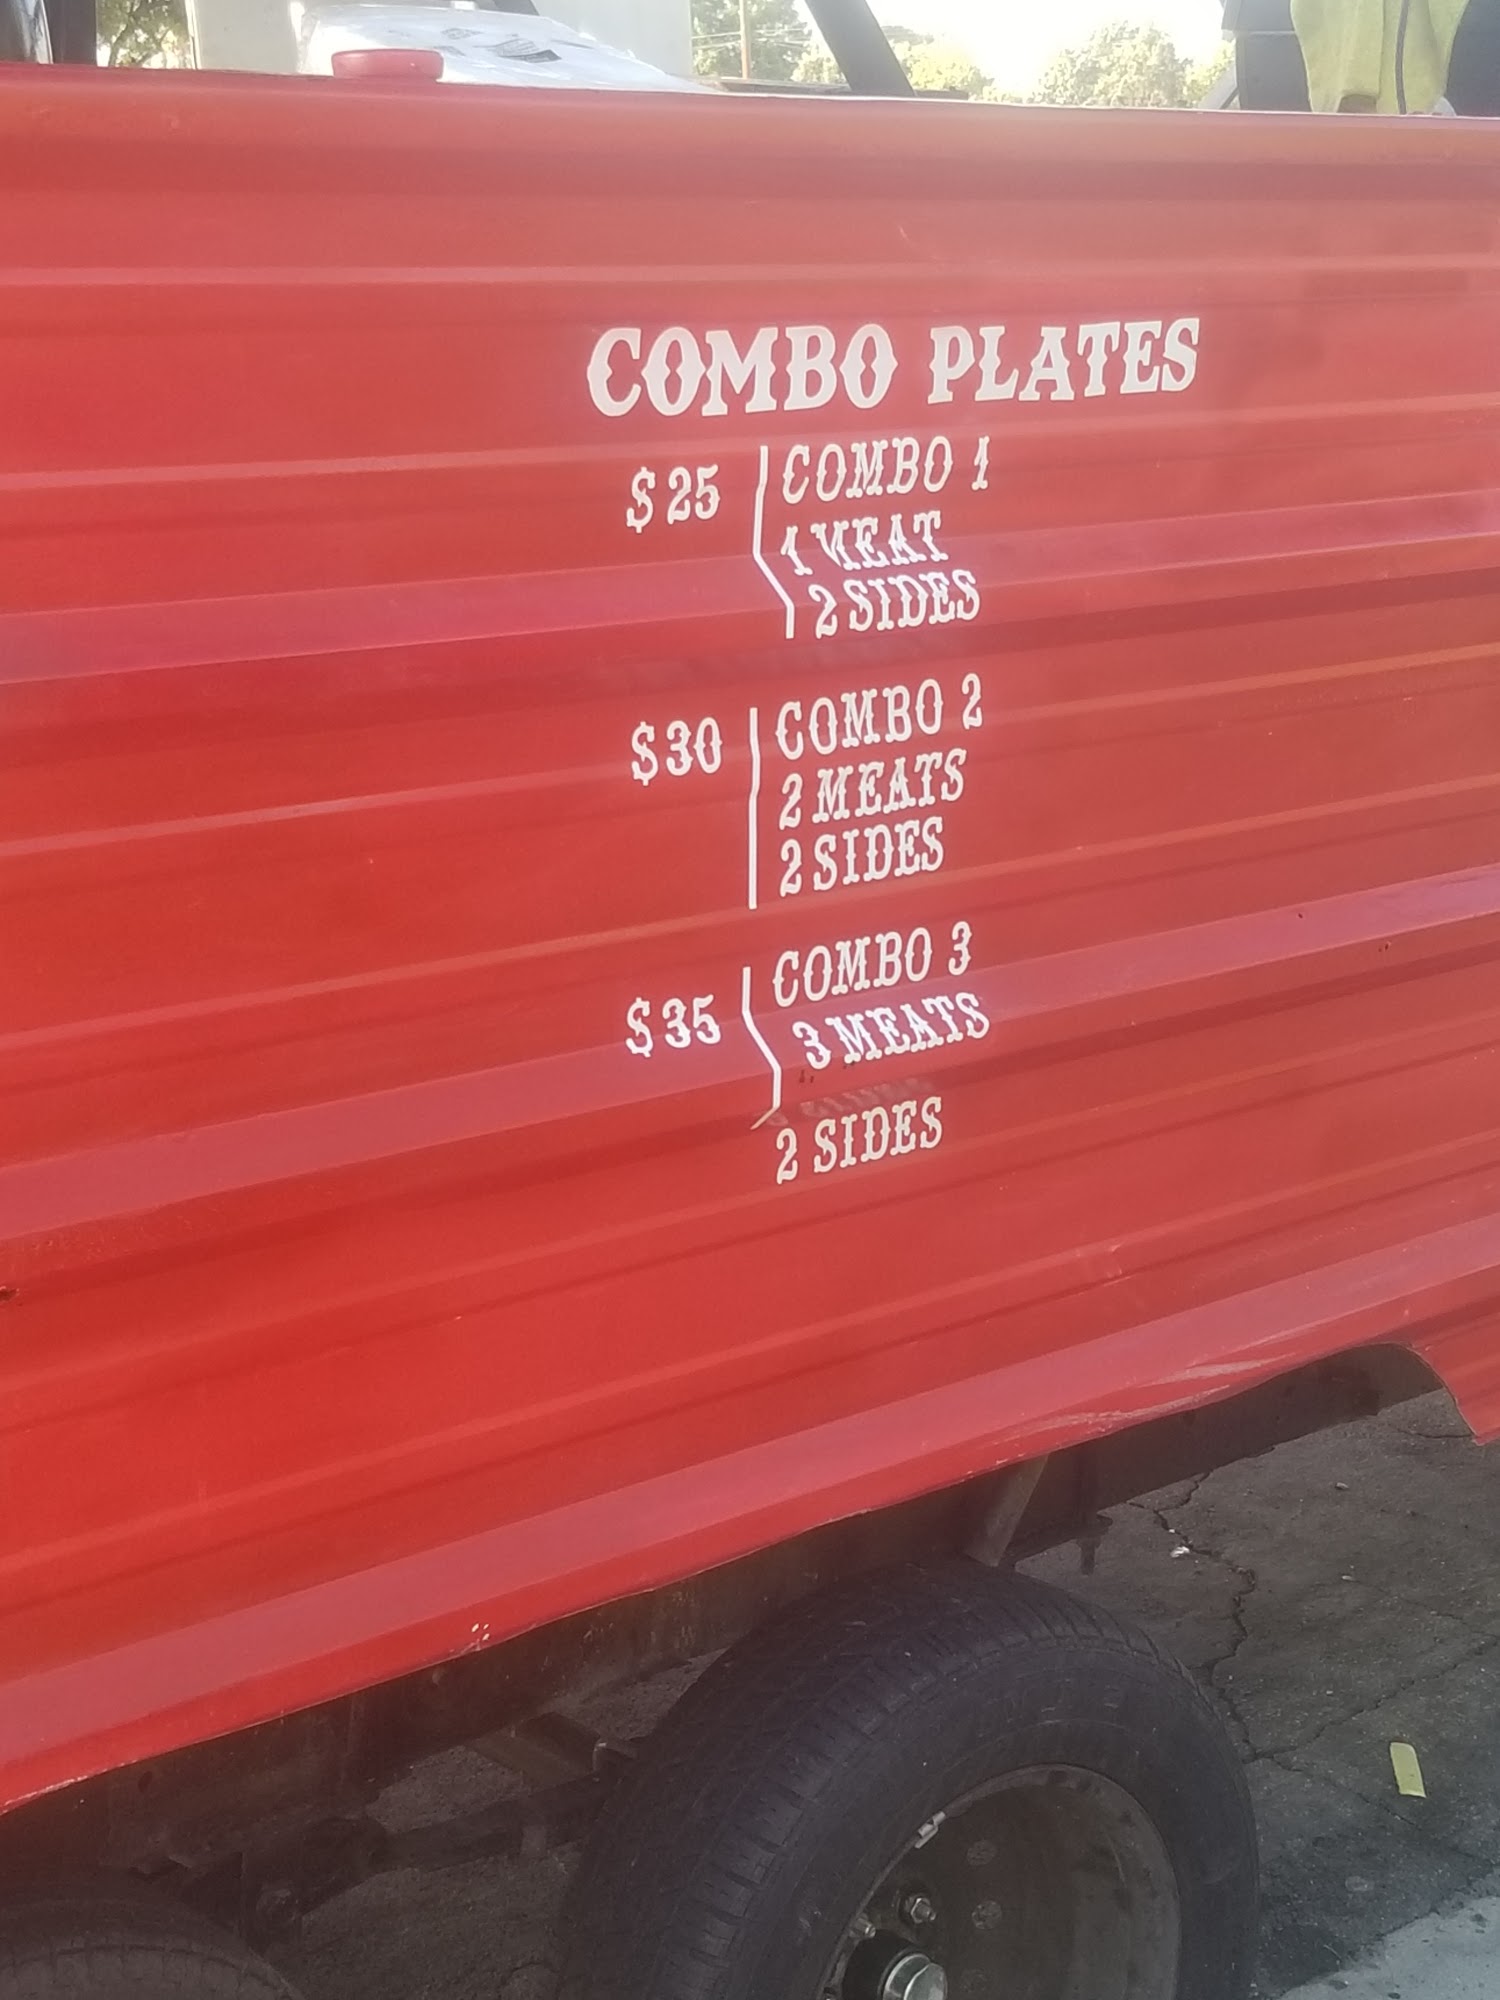 COMBO PLATES
$25 COMBO 1
1 MEAT
2 SIDES
$30 COMBO 2
2 MEATS
2 SIDES
$35 COMBO 3
3 MEATS
2 SIDES